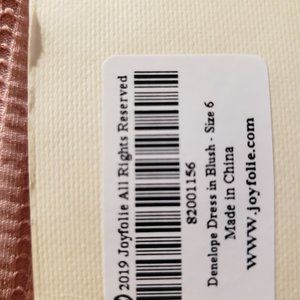 © 2019 Joyfolie All Rights Reserved
82001156
Denelope Dress in Blush - Size 6
Made in China
www.joyfolie.com